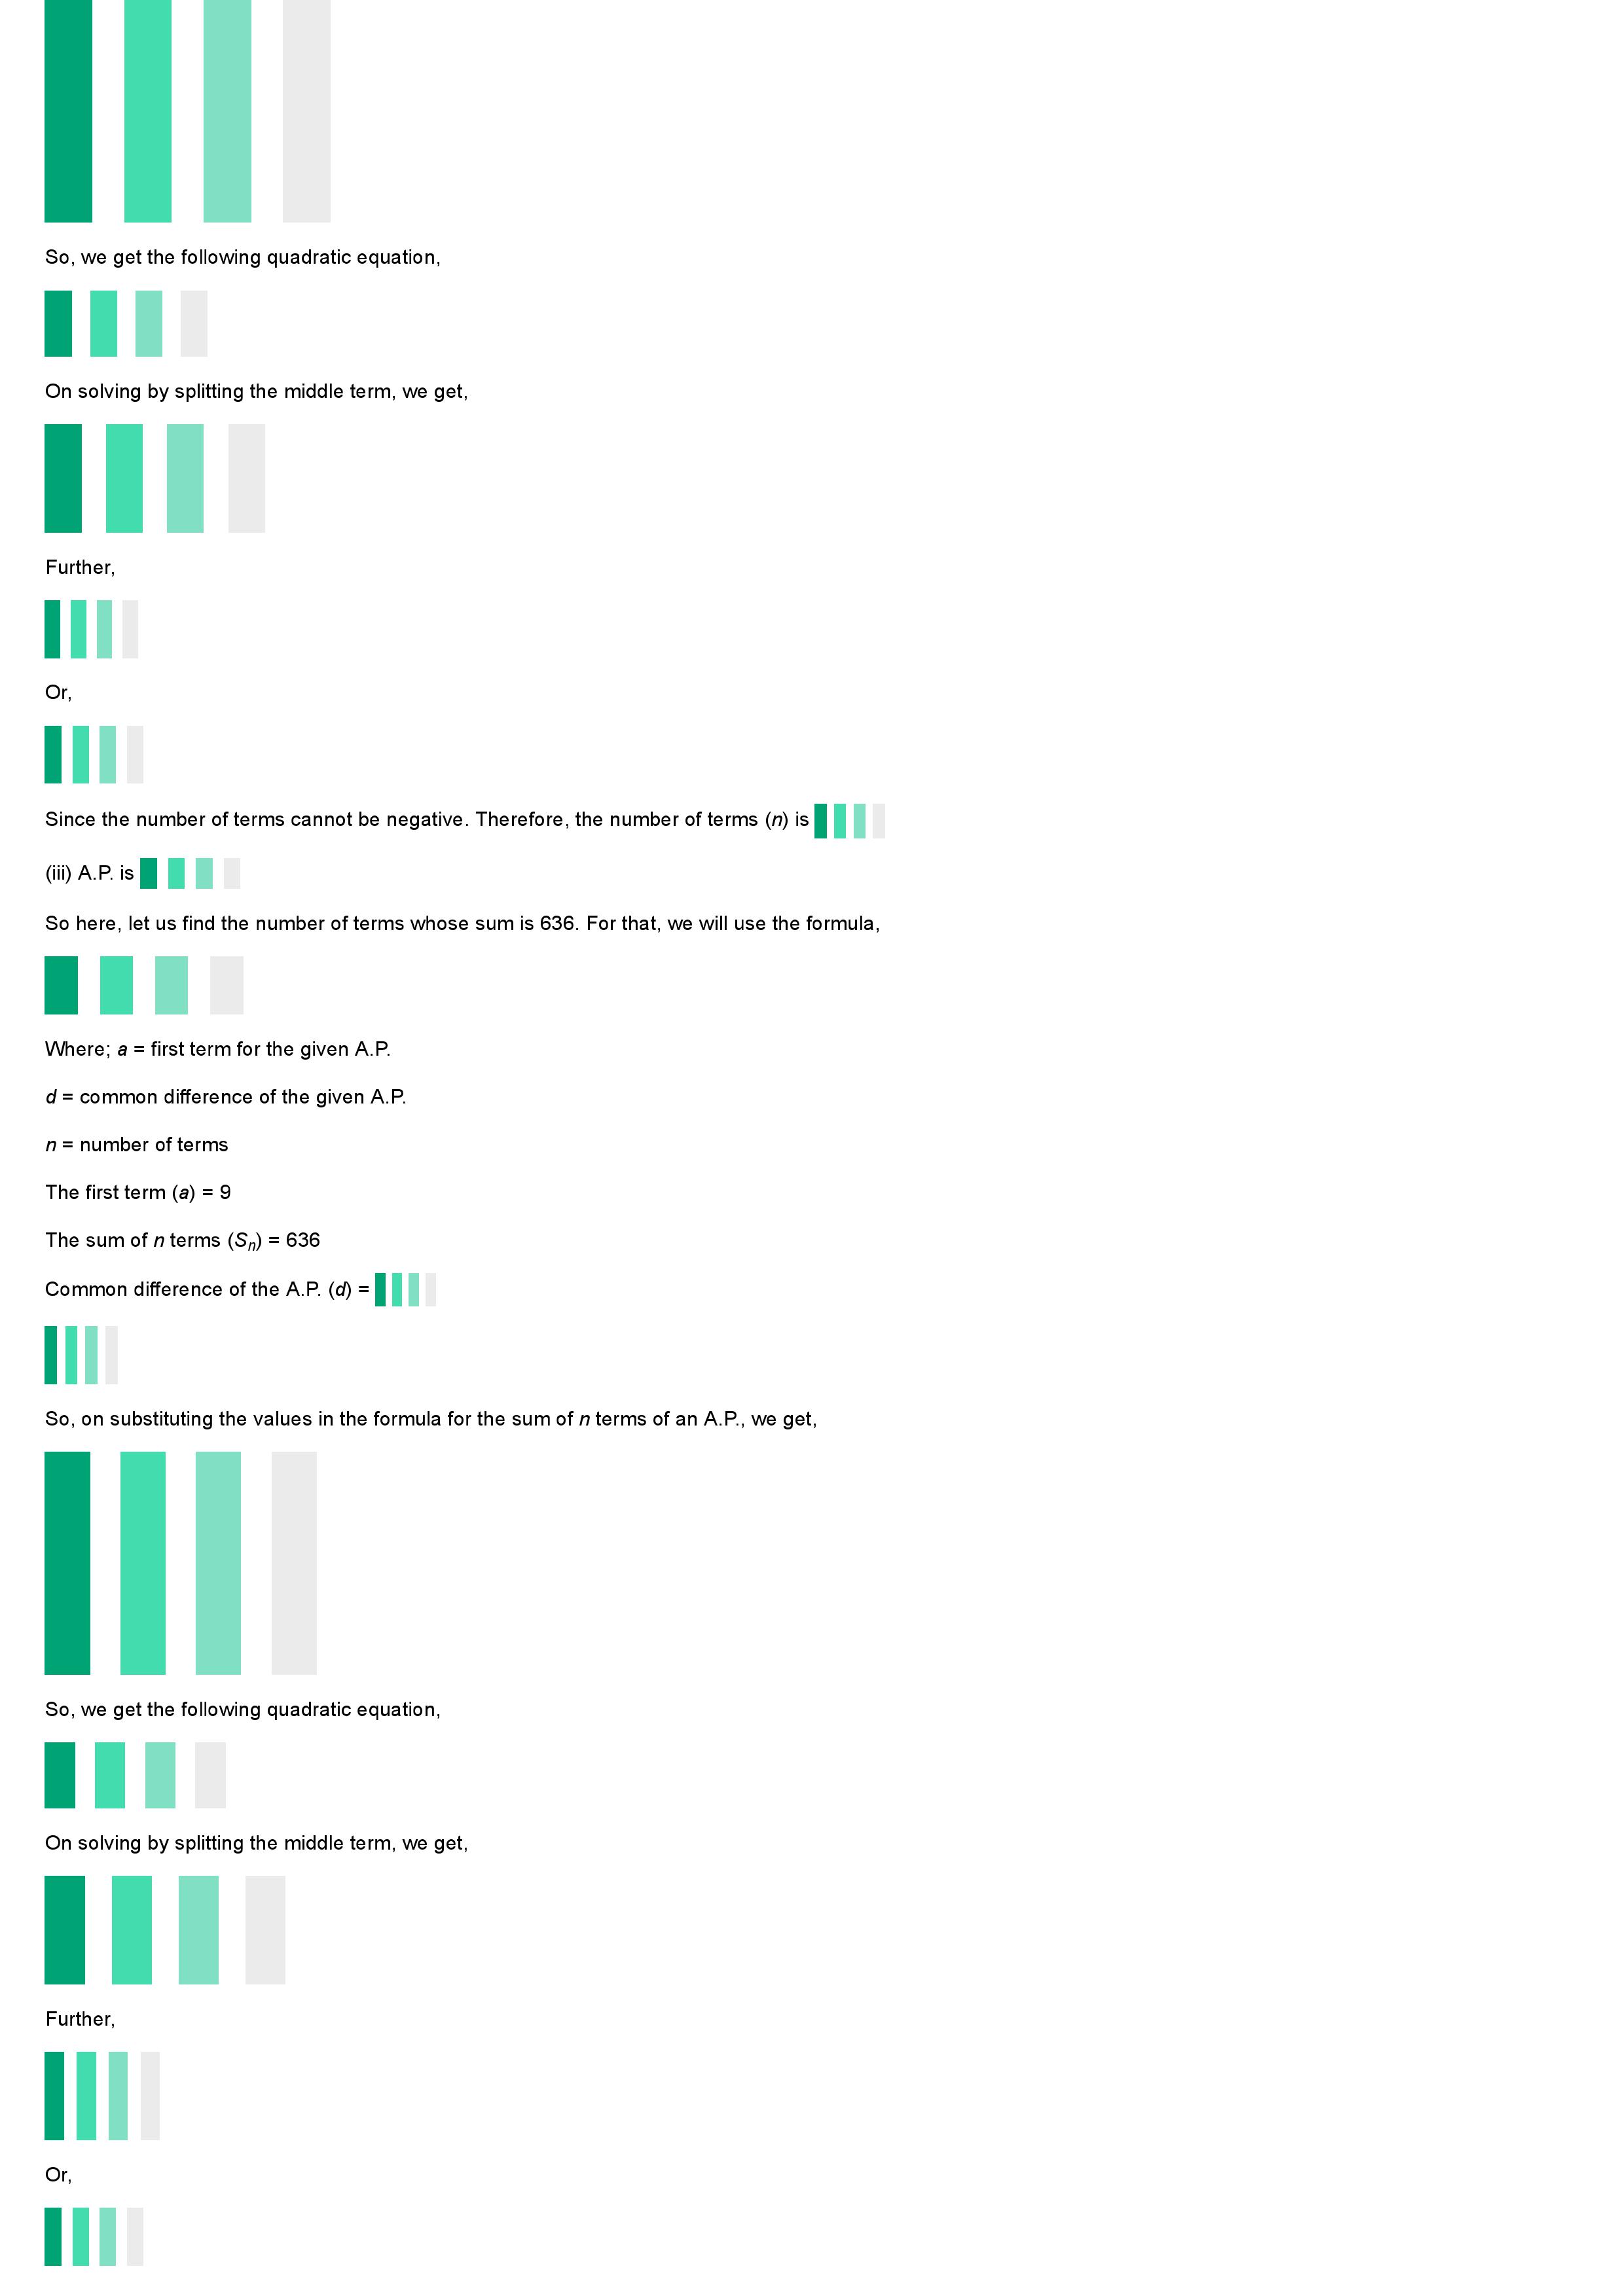 So, we get the following quadratic equation,
On solving by splitting the middle term, we get,
Further,
Or,
Since the number of terms cannot be negative. Therefore, the number of terms (n) is
(iii) A.P. is
So here, let us find the number of terms whose sum is 636. For that, we will use the formula,
Where; a = first term for the given A.P.
d = common difference of the given A.P.
n = number of terms
The first term (a) = 9
The sum of n terms (Sn) = 636
Common difference of the A.P. (d) =
So, on substituting the values in the formula for the sum of n terms of an A.P., we get,
So, we get the following quadratic equation,
On solving by splitting the middle term, we get,
Further,
Or,